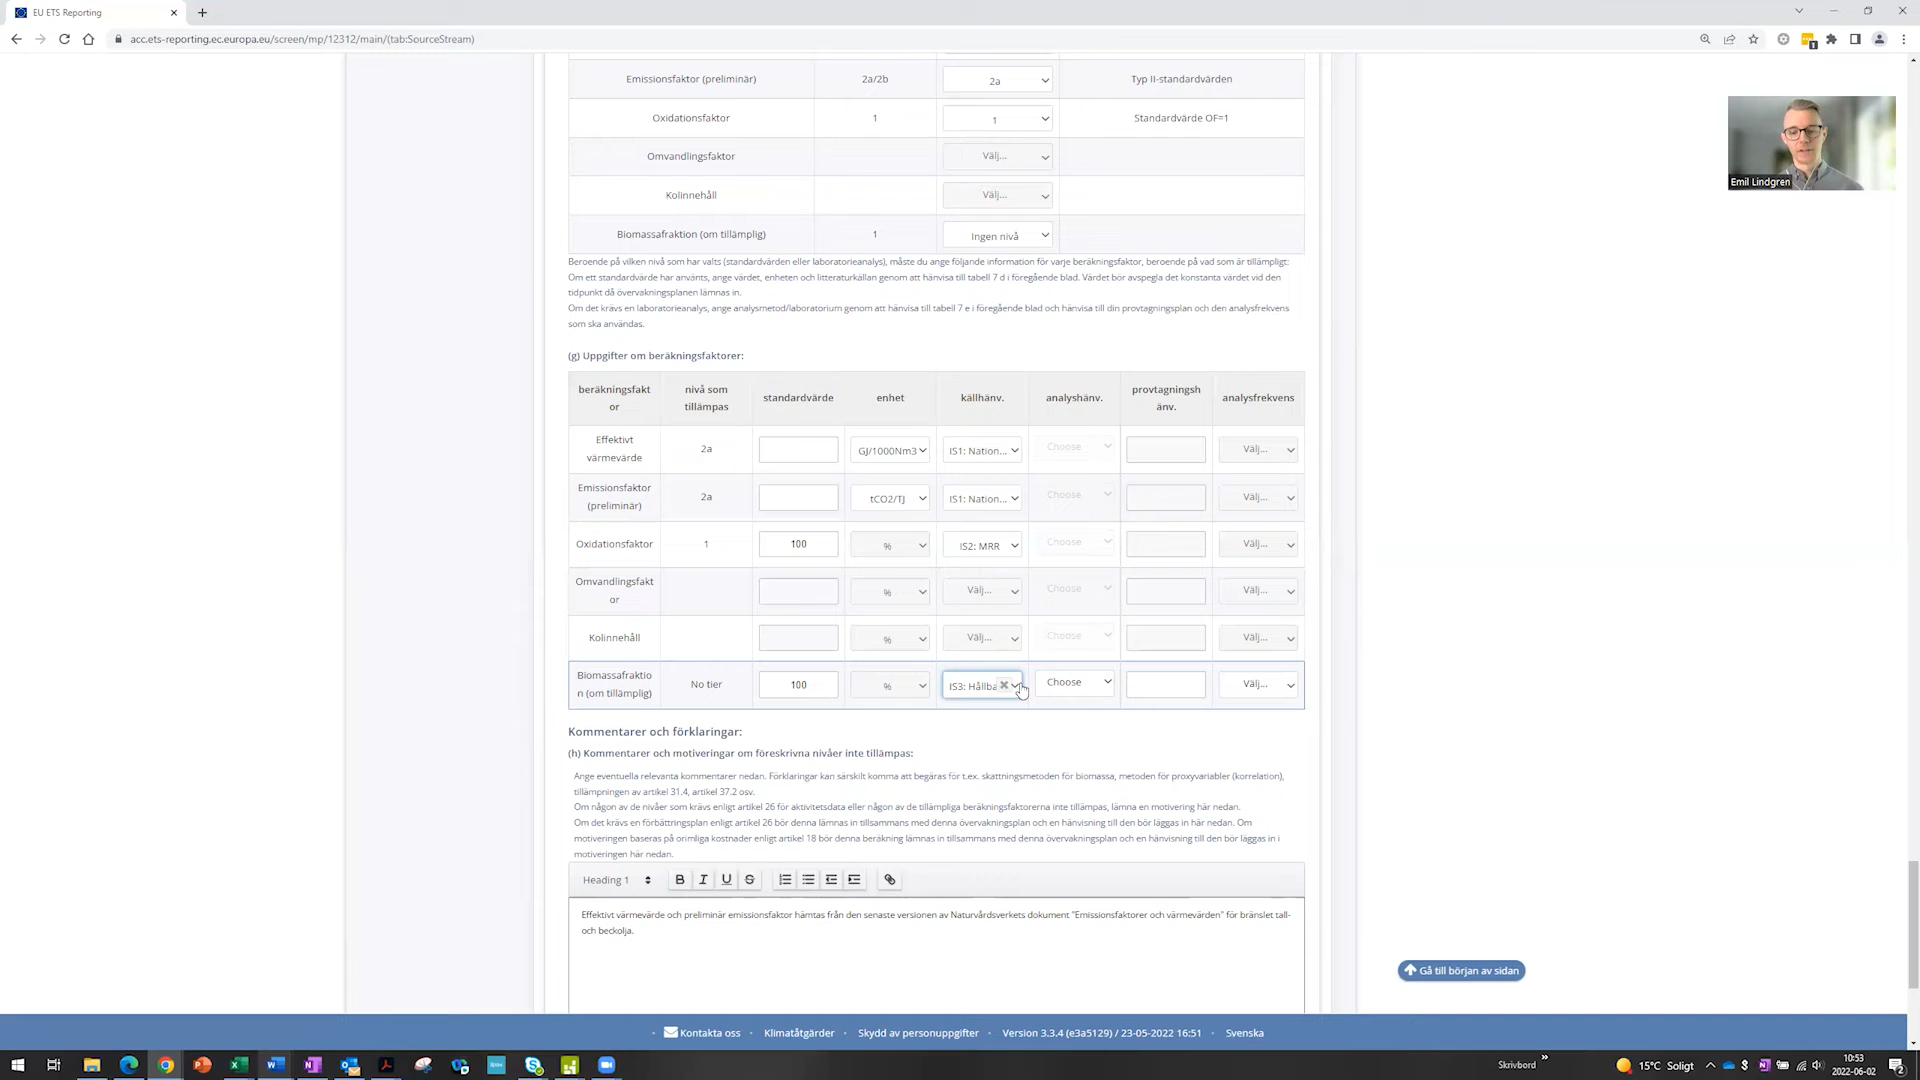 EU ETS Reporting
acc.ets-reporting.ec.europa.eu/screen/mp/12312/main/(tab:SourceStream)
Emissionsfaktor (preliminär) 2a/2b 2a Typ II-standardvärden
Oxidationsfaktor 1 1 Standardvärde OF=1
Omvandlingsfaktor Välj...
Kolinnehåll Välj...
Biomassafraktion (om tillämplig) 1 Ingen nivå
Emil Lindgren
Beroende på vilken nivå som har valts (standardvärden eller laboratorieanalys), måste du ange följande information för varje beräkningsfaktor, beroende på vad som är tillämpligt:
Om ett standardvärde har använts, ange värdet, enheten och litteraturkällan genom att hänvisa till tabell 7 d i föregående blad. Värdet bör avspegla det konstanta värdet vid den
tidpunkt då övervakningsplanen lämnas in.
Om det krävs en laboratorieanalys, ange analysmetod/laboratorium genom att hänvisa till tabell 7 e i föregående blad och hänvisa till din provtagningsplan och den analysfrekvens
som ska användas.
(g) Uppgifter om beräkningsfaktorer:
beräkningsfakt
or
nivå som
tillämpas
standardvärde
enhet
källhänv.
analyshänv.
provtagningsh
änv.
analysfrekvens
Effektivt
värmevärde
2a GJ/1000Nm3 IS1: Nation... Choose Välj...
Emissionsfaktor
(preliminär)
2a tCO2/TJ IS1: Nation... Choose Välj...
Oxidationsfaktor 1 100 % IS2: MRR Choose Välj...
Omvandlingsfakt
or
% Välj... Choose Välj...
Kolinnehåll % Välj... Choose Välj...
Biomassafraktio
n (om tillämplig)
No tier 100 % IS3: Hållba Choose Välj...
Kommentarer och förklaringar:
(h) Kommentarer och motiveringar om föreskrivna nivåer inte tillämpas:
Ange eventuella relevanta kommentarer nedan. Förklaringar kan särskilt komma att begäras för t.ex. skattningsmetoden för biomassa, metoden för proxyvariabler (korrelation),
tillämpningen av artikel 31.4, artikel 37.2 osv.
Om någon av de nivåer som krävs enligt artikel 26 för aktivitetsdata eller någon av de tillämpliga beräkningsfaktorerna inte tillämpas, lämna en motivering här nedan.
Om det krävs en förbättringsplan enligt artikel 26 bör denna lämnas in tillsammans med denna övervakningsplan och en hänvisning till den bör läggas in här nedan. Om
motiveringen baseras på orimliga kostnader enligt artikel 18 bör denna beräkning lämnas in tillsammans med denna övervakningsplan och en hänvisning till den bör läggas in i
motiveringen här nedan.
Heading 1 B I U S
Effektivt värmevärde och preliminär emissionsfaktor hämtas från den senaste versionen av Naturvårdsverkets dokument "Emissionsfaktorer och värmevärden" för bränslet tall-
och beckolja.
Gå till början av sidan
Kontakta oss Klimatåtgärder Skydd av personuppgifter Version 3.3.4 (e3a5129) / 23-05-2022 16:51 Svenska
Skrivbord
15°C Soligt
10:53
2022-06-02